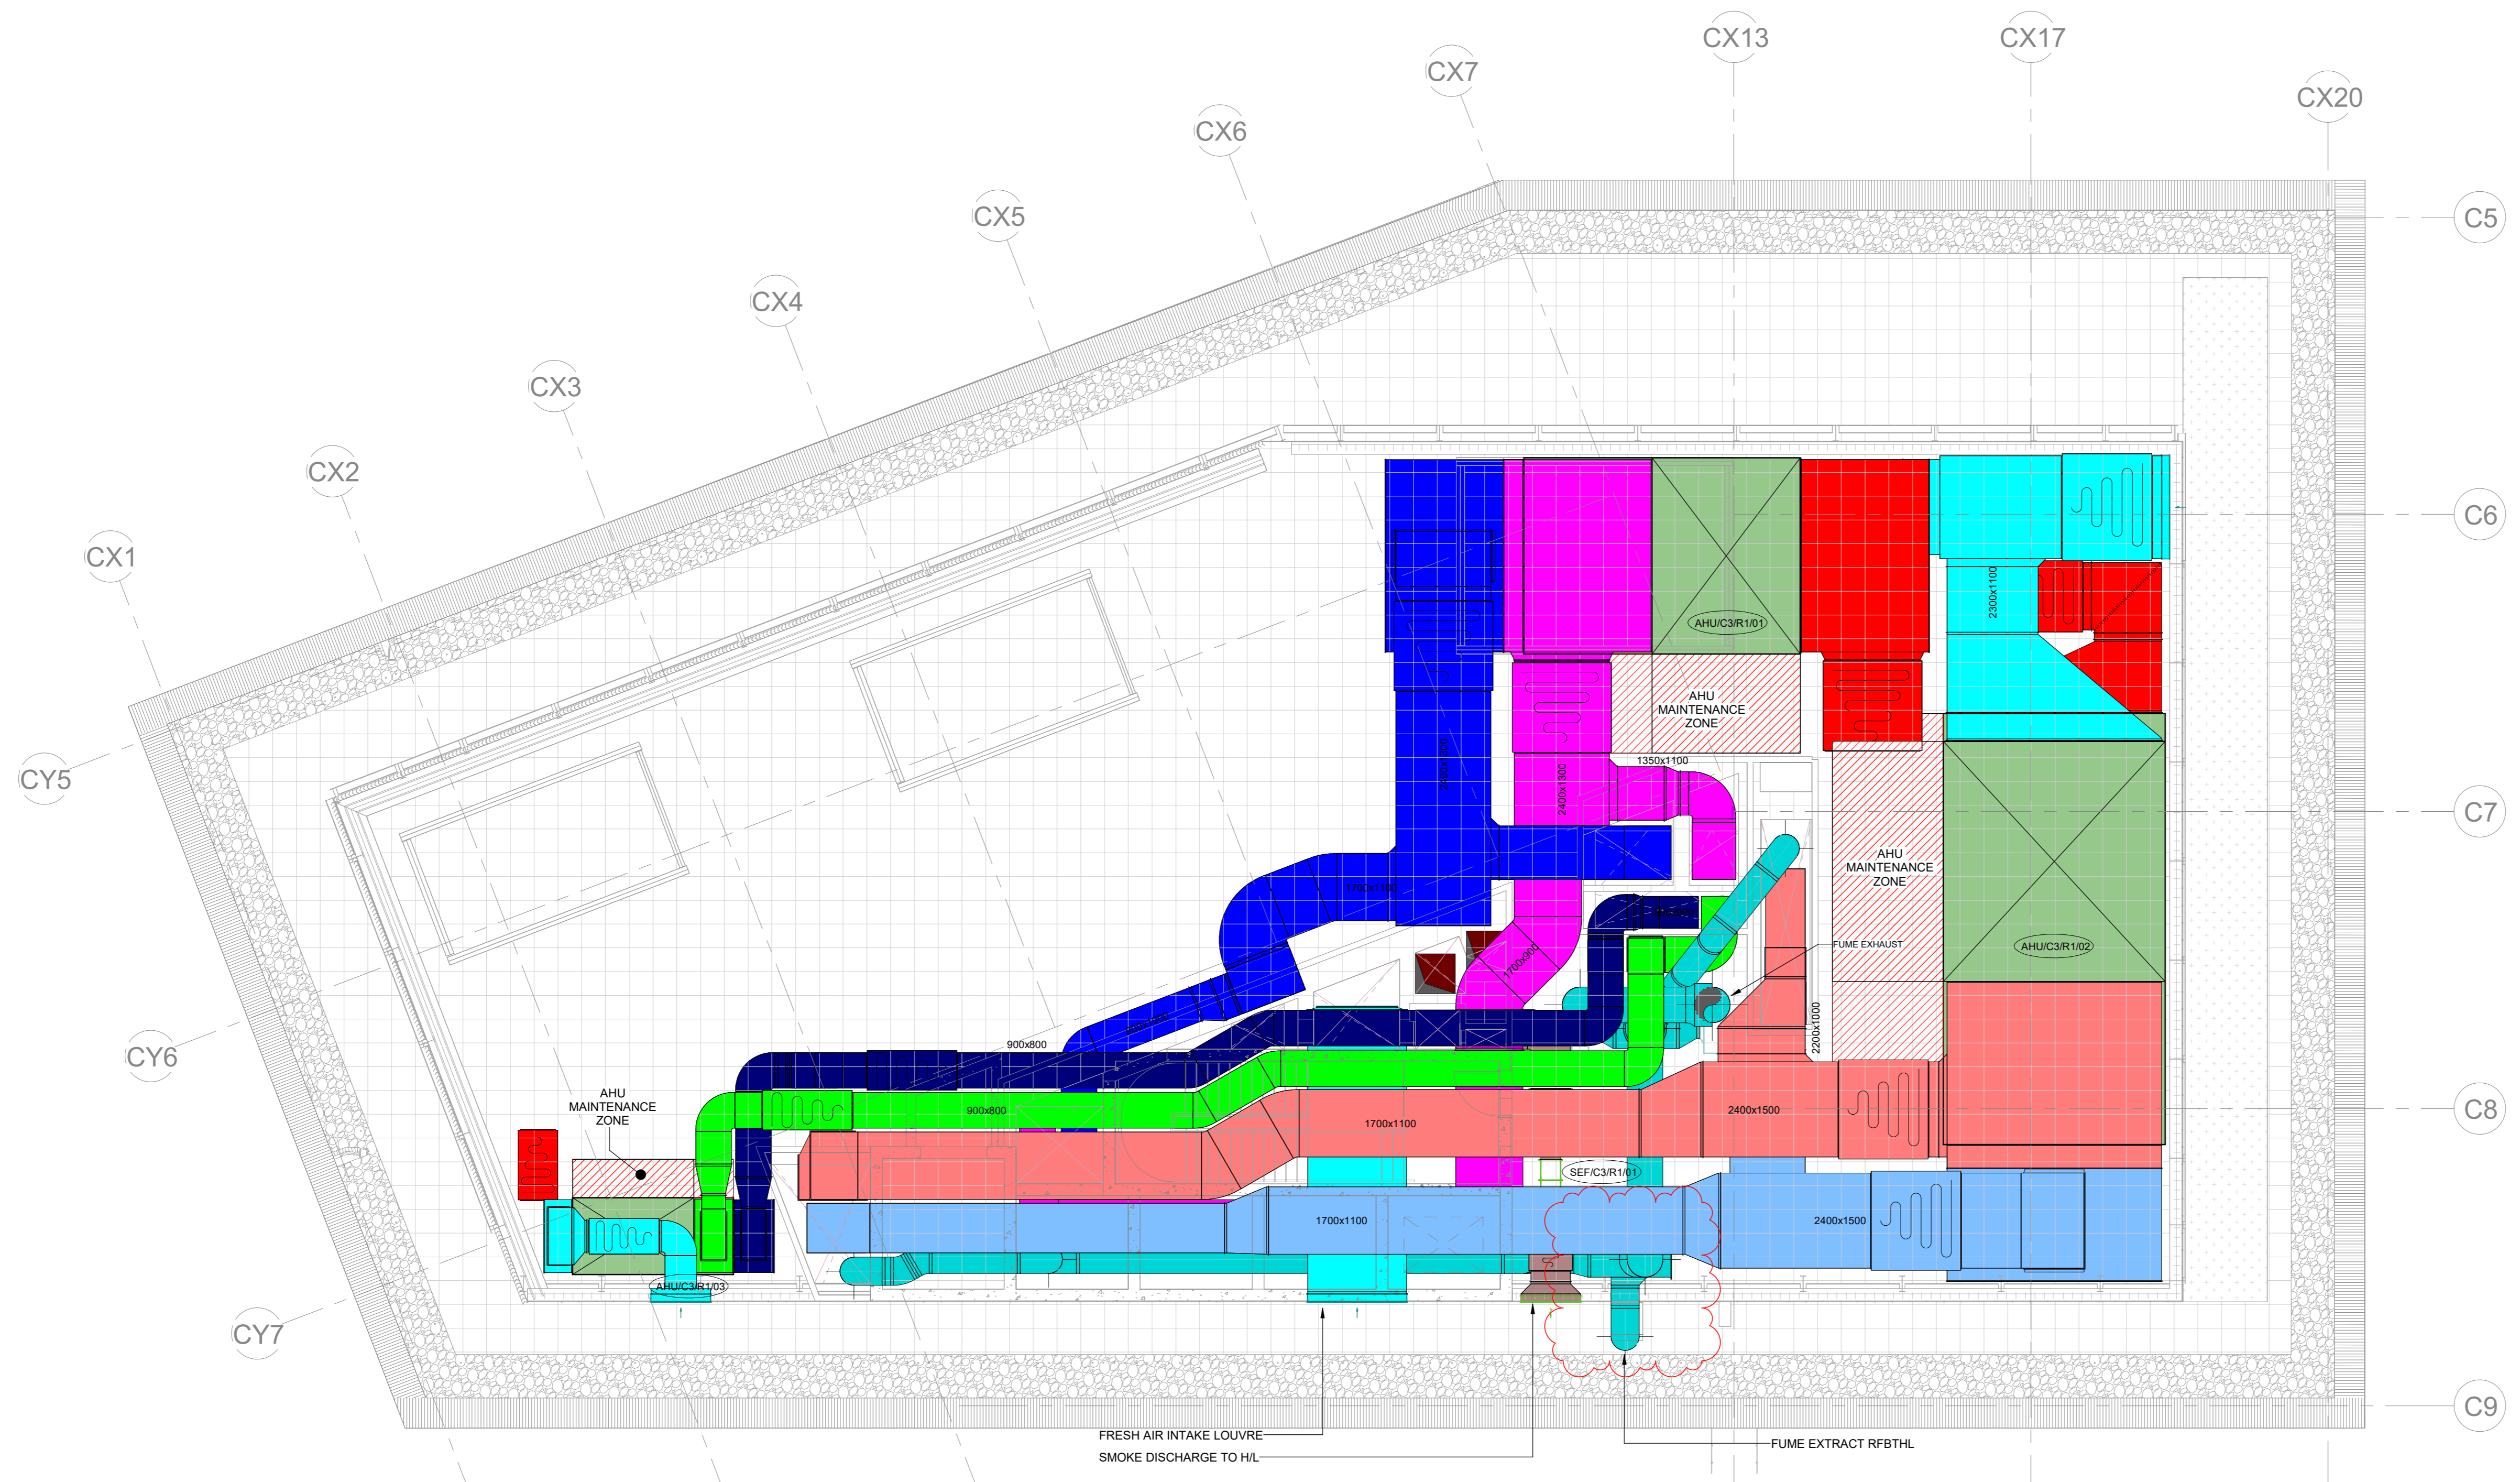 CX13
CX17
CX7
CX20
CX6
CX5
C5
CX4
CX3
CX2
C6
CX1
2300x1100
AHU/C3/R1/01
AHU
MAINTENANCE
ZONE
CY5
1350x1100
2400x1300
2400x1300
C7
AHU
MAINTENANCE
ZONE
1700x1100
FUME EXHAUST
AHU/C3/R1/02
1700x900
900x1000
2200x1000
CY6
900x800
AHU
MAINTENANCE
ZONE
900x800
1700x1100
2400x1500
C8
SEF/C3/R1/01
1700x1100
2400x1500
AHU/C3/R1/03
CY7
C9
FRESH AIR INTAKE LOUVRE
SMOKE DISCHARGE TO H/L
FUME EXTRACT RFBTHL